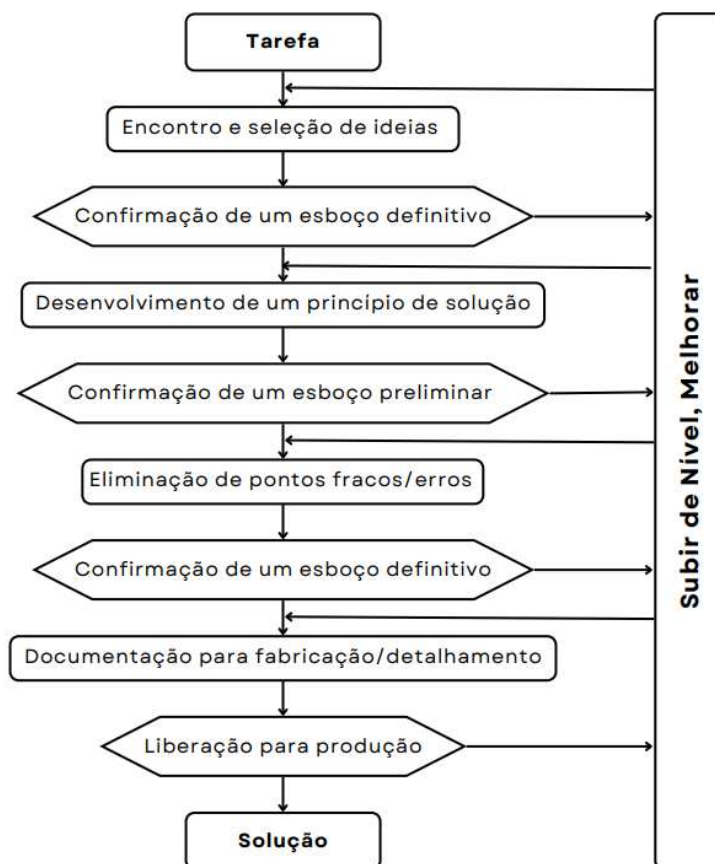 Tarefa
Encontro e seleção de ideias
Confirmação de um esboço definitivo
Desenvolvimento de um princípio de solução
Confirmação de um esboço preliminar
Eliminação de pontos fracos/erros
Confirmação de um esboço definitivo
Documentação para fabricação/detalhamento
Liberação para produção
Solução
Subir de Nível, Melhorar